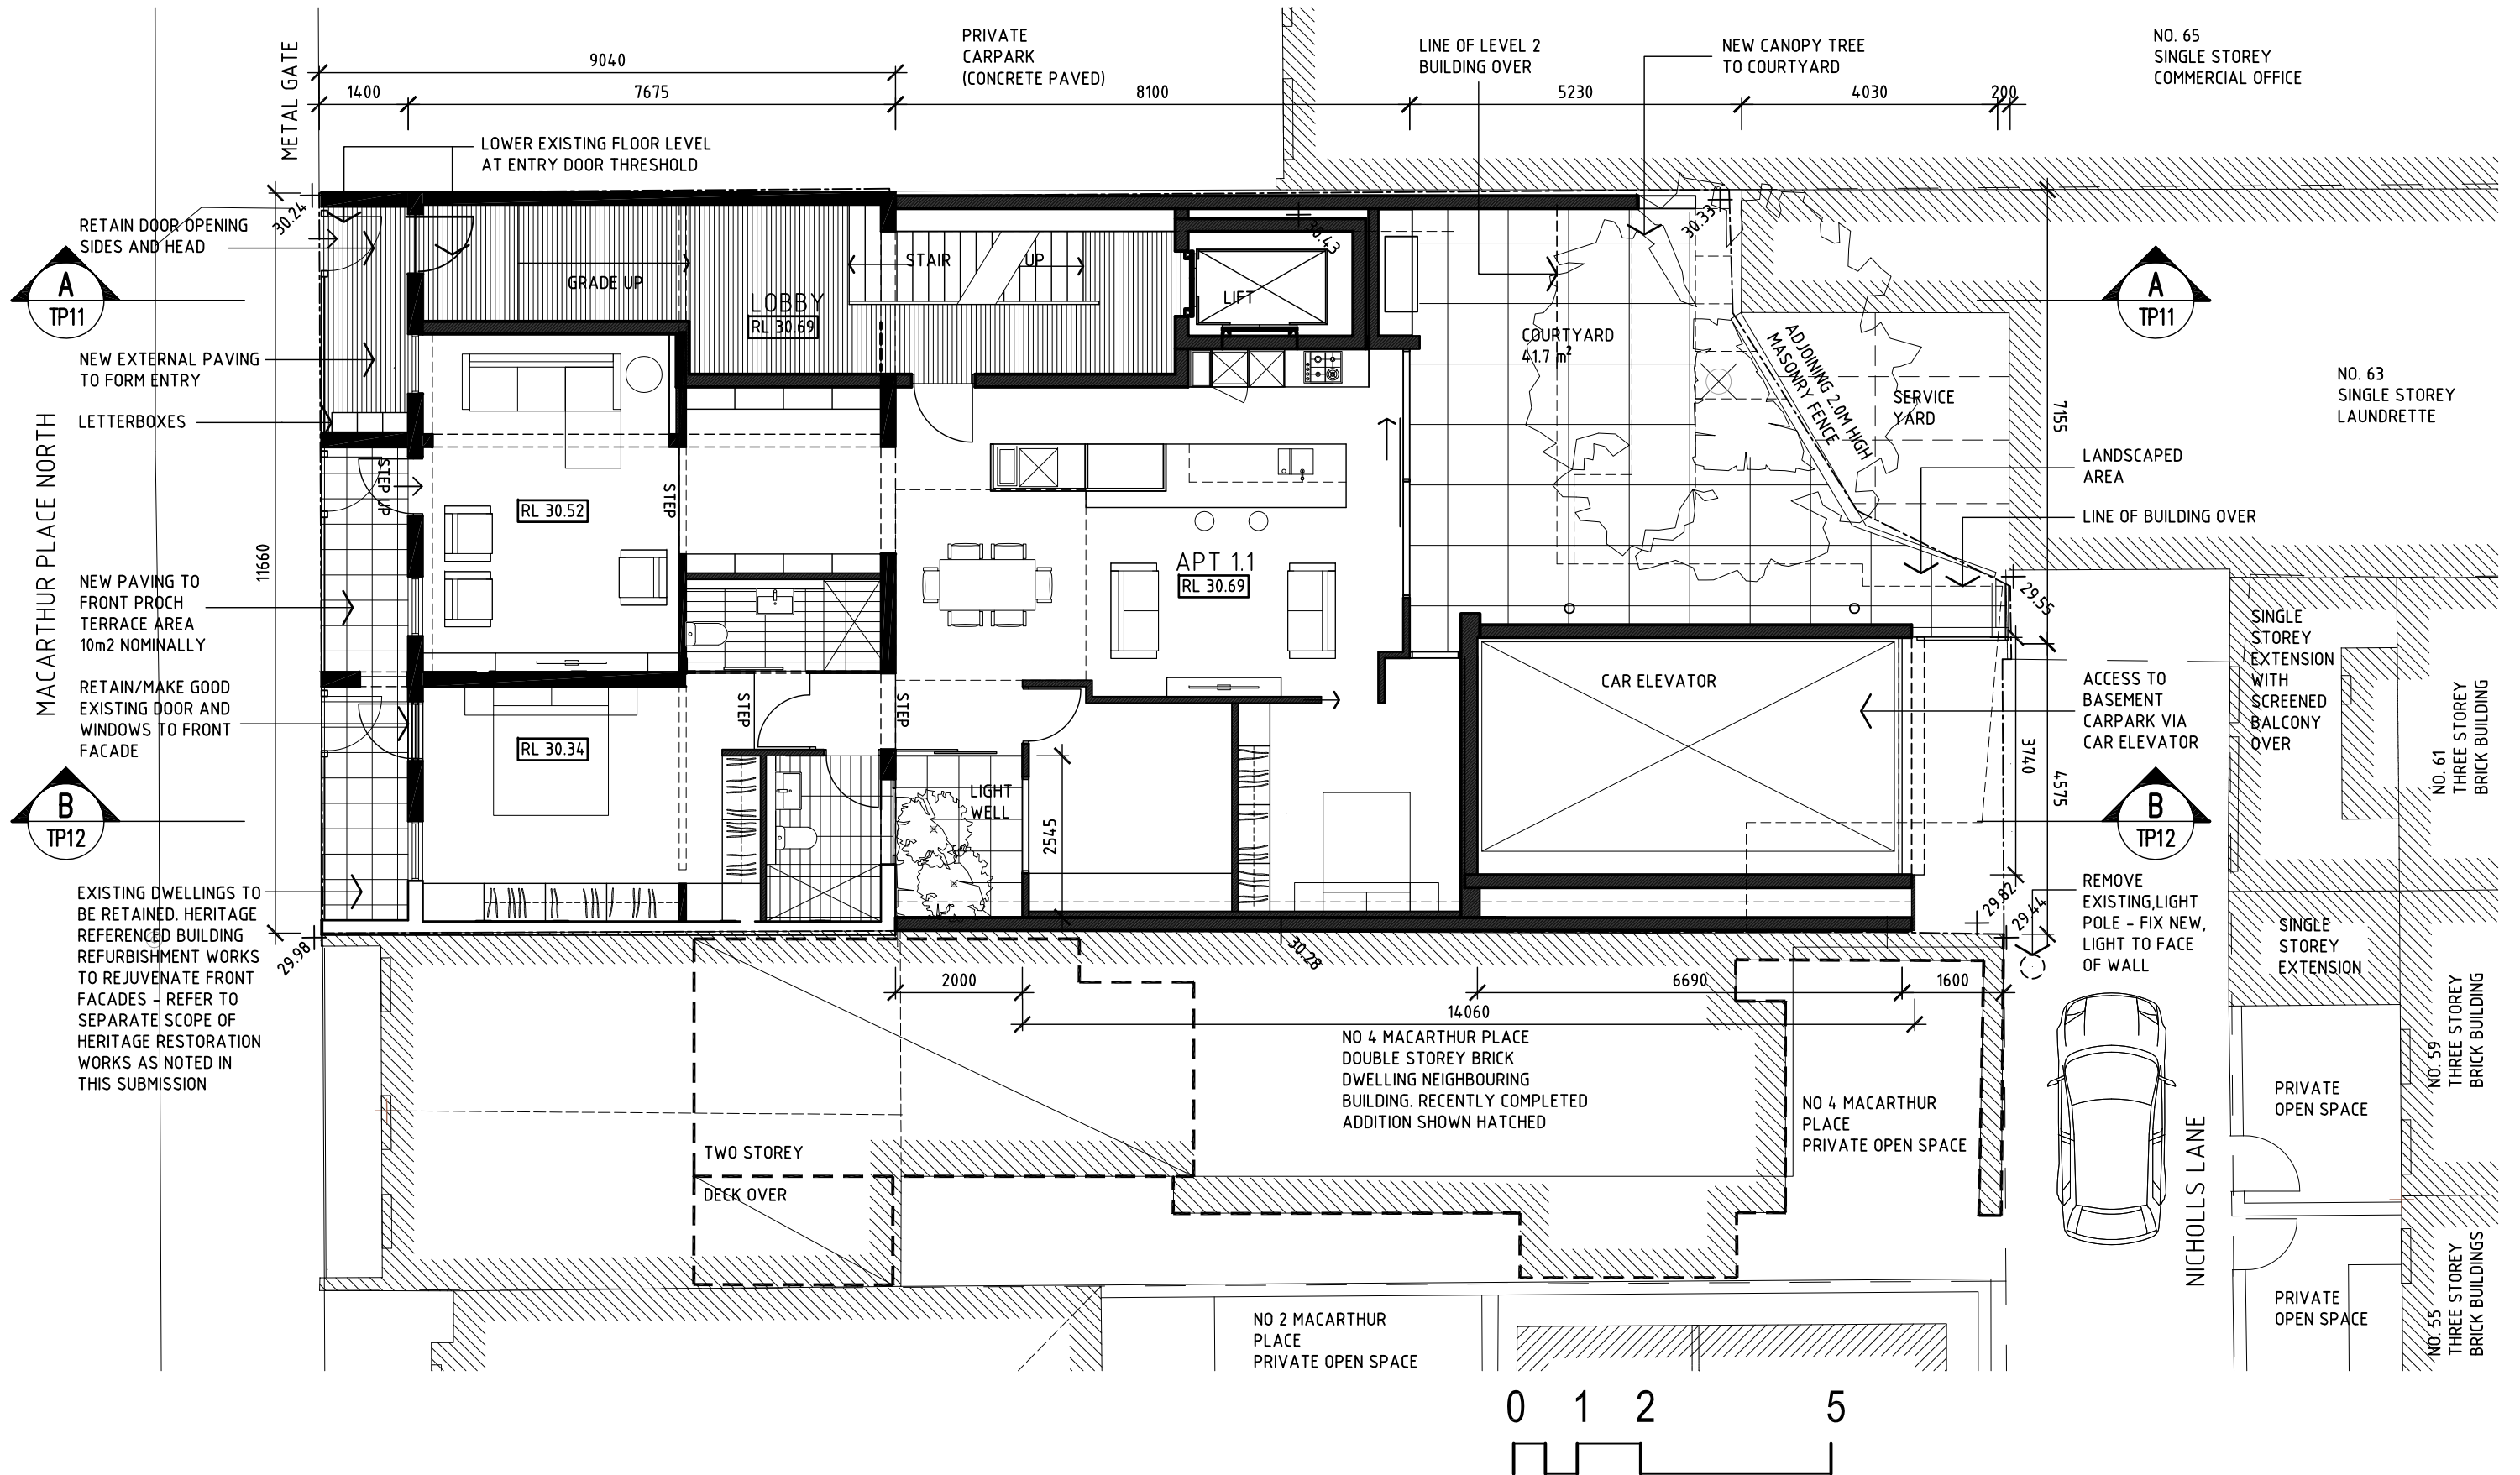 PRIVATE
CARPARK
(CONCRETE PAVED)
LINE OF LEVEL 2
BUILDING OVER
NEW CANOPY TREE
TO COURTYARD
NO. 65
SINGLE STOREY
COMMERCIAL OFFICE
METAL GATE
9040
1400
7675
8100
5230
4030
200
LOWER EXISTING FLOOR LEVEL
AT ENTRY DOOR THRESHOLD
RETAIN DOOR OPENING
SIDES AND HEAD
30.24
30.43
30.33
A
TP11
A
TP11
GRADE UP
STAIR
UP
LOBBY
RL 30.69
LIFT
COURTYARD
41.7 m²
ADJOINING 2.0M HIGH
MASONRY FENCE
SERVICE
YARD
7155
NO. 63
SINGLE STOREY
LAUNDRETTE
NEW EXTERNAL PAVING
TO FORM ENTRY
LETTERBOXES
MACARTHUR PLACE NORTH
STEP UP
RL 30.52
STEP
LANDSCAPED
AREA
LINE OF BUILDING OVER
11660
APT 1.1
RL 30.69
NEW PAVING TO
FRONT PROCH
TERRACE AREA
10m2 NOMINALLY
29.55
SINGLE
STOREY
EXTENSION
WITH
SCREENED
BALCONY
OVER
RETAIN/MAKE GOOD
EXISTING DOOR AND
WINDOWS TO FRONT
FACADE
STEP
STEP
CAR ELEVATOR
ACCESS TO
BASEMENT
CARPARK VIA
CAR ELEVATOR
3740
4575
NO. 61
THREE STOREY
BRICK BUILDING
RL 30.34
B
TP12
B
TP12
LIGHT
WELL
2545
EXISTING DWELLINGS TO
BE RETAINED. HERITAGE
REFERENCED BUILDING
REFURBISHMENT WORKS
TO REJUVENATE FRONT
FACADES - REFER TO
SEPARATE SCOPE OF
HERITAGE RESTORATION
WORKS AS NOTED IN
THIS SUBMISSION
29.98
30.28
29.82
29.44
REMOVE
EXISTING,LIGHT
POLE - FIX NEW,
LIGHT TO FACE
OF WALL
SINGLE
STOREY
EXTENSION
2000
6690
1600
14060
NO 4 MACARTHUR PLACE
DOUBLE STOREY BRICK
DWELLING NEIGHBOURING
BUILDING. RECENTLY COMPLETED
ADDITION SHOWN HATCHED
NO 4 MACARTHUR
PLACE
PRIVATE OPEN SPACE
NO. 59
THREE STOREY
BRICK BUILDING
PRIVATE
OPEN SPACE
TWO STOREY
DECK OVER
NICHOLLS LANE
PRIVATE
OPEN SPACE
NO. 55
THREE STOREY
BRICK BUILDINGS
NO 2 MACARTHUR
PLACE
PRIVATE OPEN SPACE
0 1 2 5